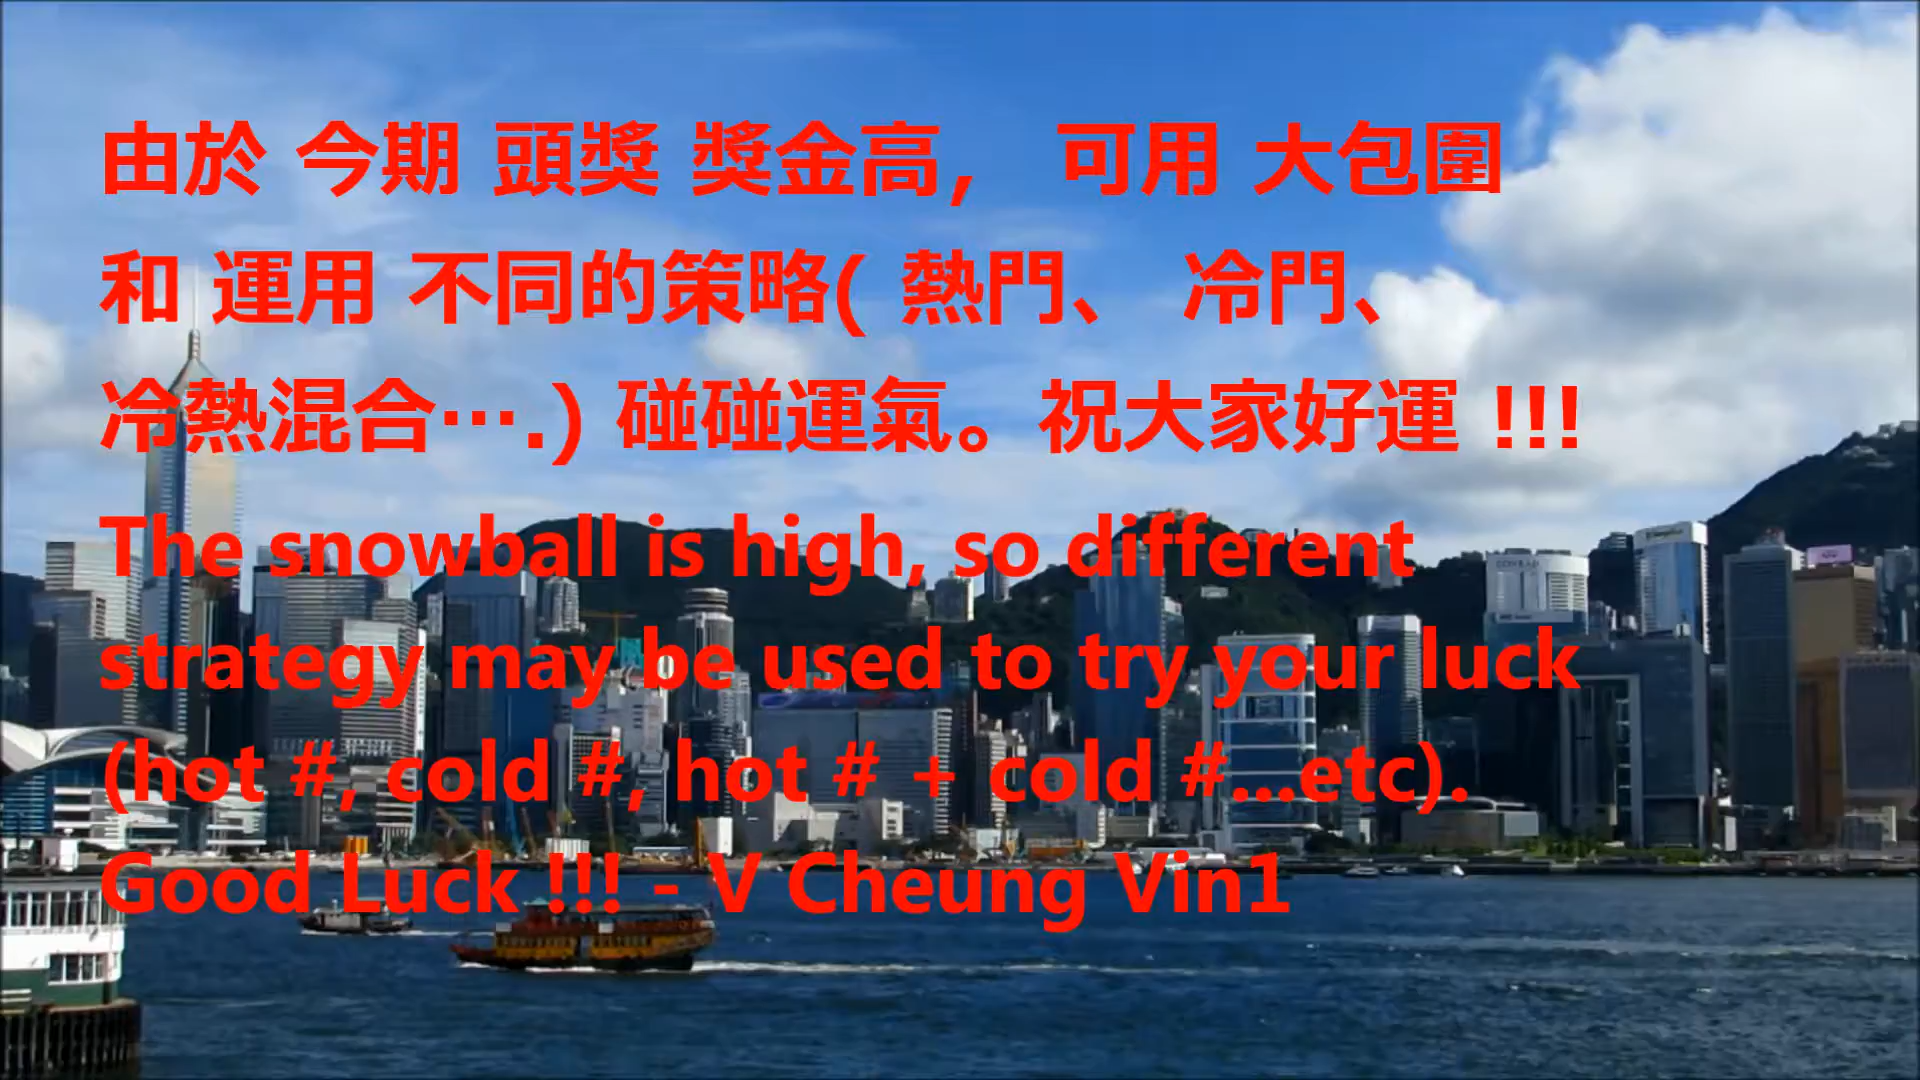 由於 今期 頭獎 獎金高， 可用 大包圍
和 運用 不同的策略( 熱門、 冷門、
冷熱混合….) 碰碰運氣。祝大家好運 !!!
The snowball is high, so different
strategy may be used to try your luck
(hot #, cold #, hot # + cold #...etc).
Good Luck !!! - V Cheung Vin1
CONRAD